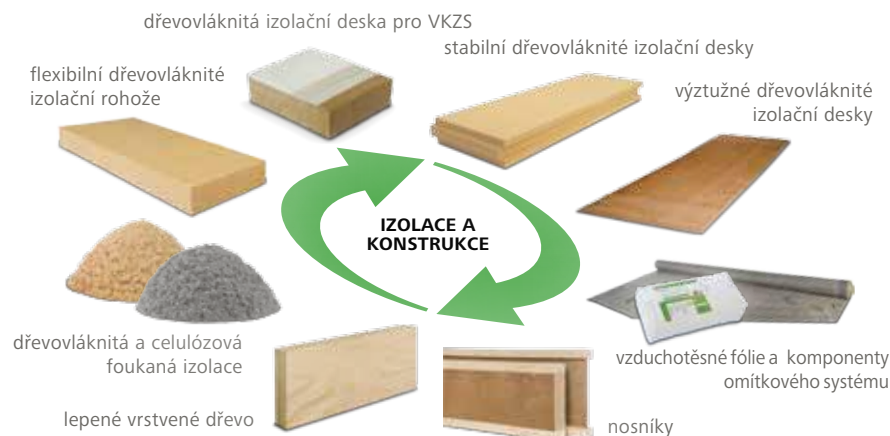 dřevovláknitá izolační deska pro VKZS
stabilní dřevovláknité izolační desky
flexibilní dřevovláknité
izolační rohože
výztužné dřevovláknité
izolační desky
IZOLACE A
KONSTRUKCE
dřevovláknitá a celulózová
foukaná izolace
vzduchotěsné fólie a komponenty
omítkového systému
lepené vrstvené dřevo
nosníky